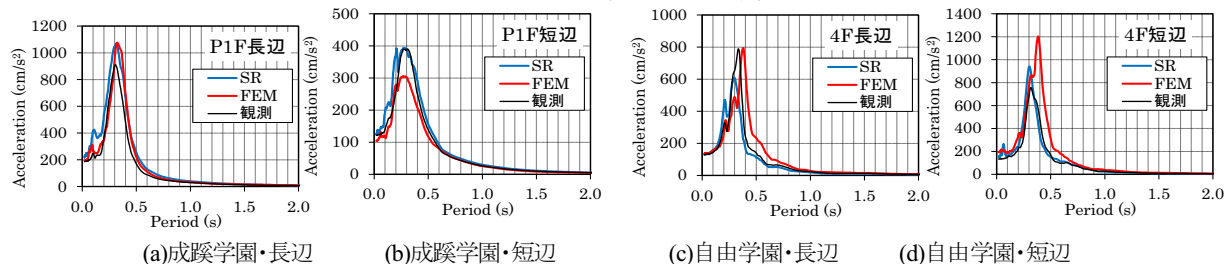 P1F長辺
SR
FEM
観測
Acceleration (cm/s²)
1200
1000
800
600
400
200
0
0.0 0.5 1.0 1.5 2.0
Period (s)
(a)成蹊学園・長辺
P1F短辺
SR
FEM
観測
Acceleration (cm/s²)
500
400
300
200
100
0
0.0 0.5 1.0 1.5 2.0
Period (s)
(b)成蹊学園・短辺
4F長辺
SR
FEM
観測
Acceleration (cm/s²)
1000
800
600
400
200
0
0.0 0.5 1.0 1.5 2.0
Period (s)
(c)自由学園・長辺
4F短辺
SR
FEM
観測
Acceleration (cm/s²)
1400
1200
1000
800
600
400
200
0
0.0 0.5 1.0 1.5 2.0
Period (s)
(d)自由学園・短辺